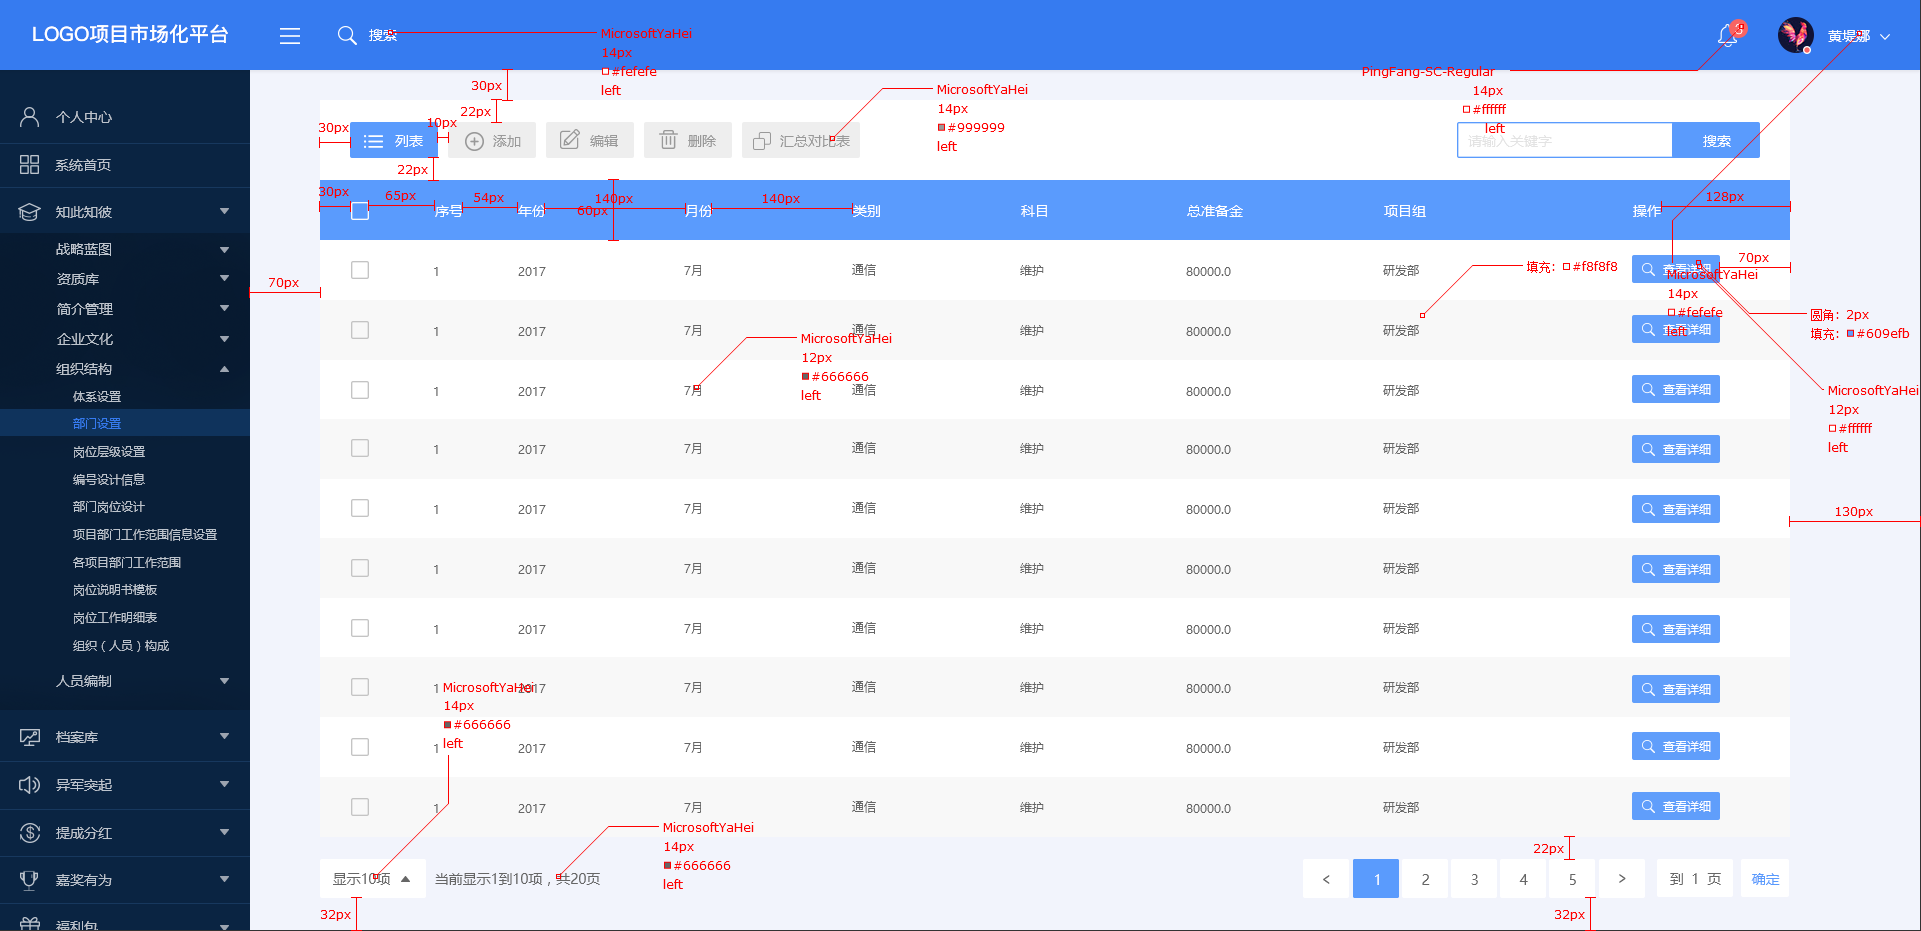 LOGO项目市场化平台
搜索
MicrosoftYaHei
14px
#fefefe
left
5
黄堤娜
PingFang-SC-Regular
14px
#ffffff
left
30px
22px
MicrosoftYaHei
14px
#999999
left
30px
10px
列表
添加
编辑
删除
汇总对比表
请输入关键字
搜索
22px
个人中心
系统首页
知此知彼
战略蓝图
资质库
简介管理
企业文化
组织结构
体系设置
部门设置
岗位层级设置
编号设计信息
部门岗位设计
项目部门工作范围信息设置
各项目部门工作范围
岗位说明书模板
岗位工作明细表
组织（人员）构成
人员编制
档案库
异军突起
提成分红
嘉奖有为
福利包
30px
65px
54px
140px
60px
140px
128px
序号 年份 月份 类别 科目 总准备金 项目组 操作
1 2017 7月 通信 维护 80000.0 研发部 查看详细
70px
70px
填充: #f8f8f8
MicrosoftYaHei
14px
#fefefe
left
1 2017 7月 通信 维护 80000.0 研发部 查看详细
圆角: 2px
填充: #609efb
MicrosoftYaHei
12px
#666666
left
1 2017 7月 通信 维护 80000.0 研发部 查看详细
MicrosoftYaHei
12px
#ffffff
left
1 2017 7月 通信 维护 80000.0 研发部 查看详细
1 2017 7月 通信 维护 80000.0 研发部 查看详细
130px
1 2017 7月 通信 维护 80000.0 研发部 查看详细
1 2017 7月 通信 维护 80000.0 研发部 查看详细
1 2017 7月 通信 维护 80000.0 研发部 查看详细
MicrosoftYaHei
14px
#666666
left
1 2017 7月 通信 维护 80000.0 研发部 查看详细
1 2017 7月 通信 维护 80000.0 研发部 查看详细
MicrosoftYaHei
14px
#666666
left
22px
显示10项
当前显示1到10项，共20页
< 1 2 3 4 5 > 到 1 页 确定
32px
32px